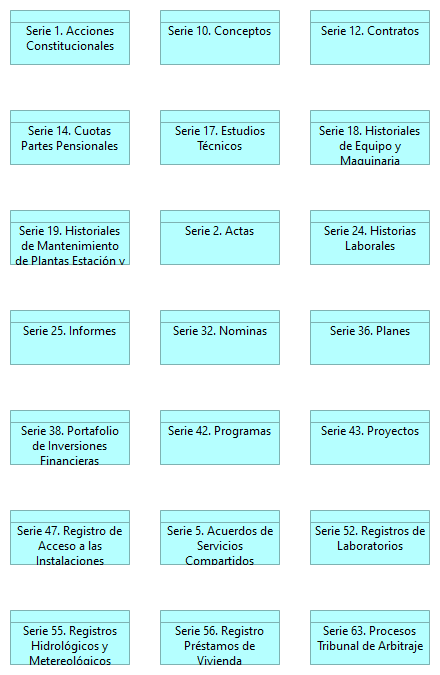 Serie 1. Acciones
Constitucionales
Serie 10. Conceptos
Serie 12. Contratos
Serie 14. Cuotas
Partes Pensionales
Serie 17. Estudios
Técnicos
Serie 18. Historiales
de Equipo y
Maquinaria
Serie 19. Historiales
de Mantenimiento
de Plantas Estación y
Serie 2. Actas
Serie 24. Historias
Laborales
Serie 25. Informes
Serie 32. Nominas
Serie 36. Planes
Serie 38. Portafolio
de Inversiones
Financieras
Serie 42. Programas
Serie 43. Proyectos
Serie 47. Registro de
Acceso a las
Instalaciones
Serie 5. Acuerdos de
Servicios
Compartidos
Serie 52. Registros de
Laboratorios
Serie 55. Registros
Hidrológicos y
Metereológicos
Serie 56. Registro
Préstamos de
Vivienda
Serie 63. Procesos
Tribunal de Arbitraje